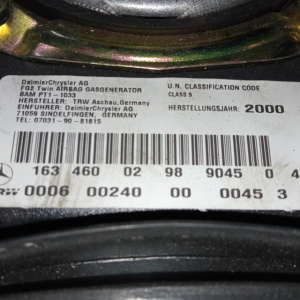 DaimlerChrysler AG
FG2 Twin AIRBAG GASGENERATOR
BAM PT1-1033
HERSTELLER: TRW Aschau, Germany
EINFUHRER: DaimlerChrysler AG
71059 SINDELFINGEN, GERMANY
TEL: 07031-90-81815
U.N. CLASSIFICATION CODE
CLASS 9
HERSTELLUNGSJAHR: 2000
163 460 02 98 9045 0 4
TRW 0006 00240 00 0045 3